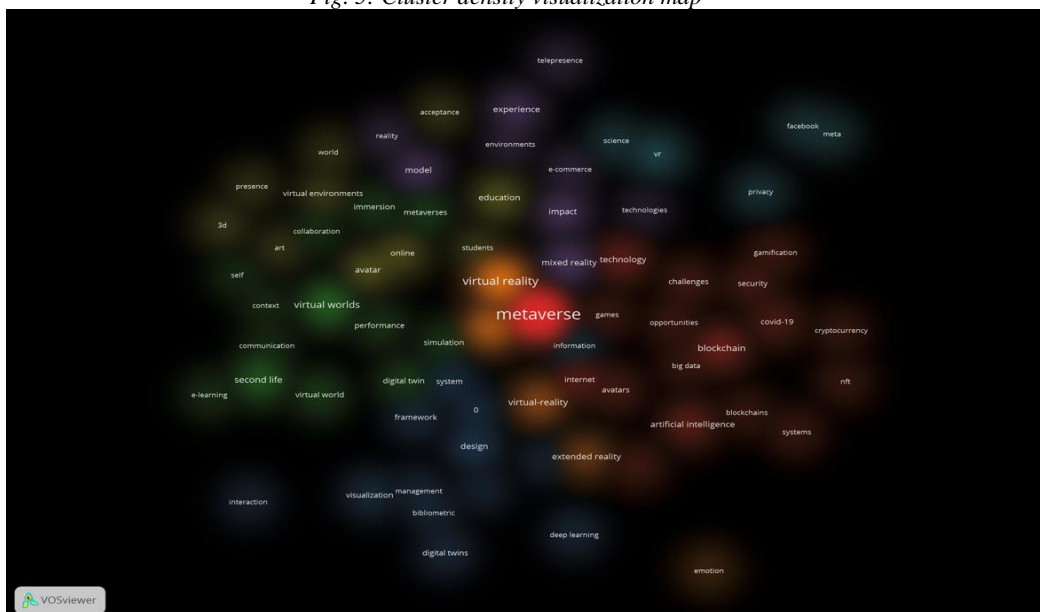 Fig. 3: Cluster density visualization map
telepresence
acceptance
experience
facebook
meta
reality
environments
science
vr
world
model
e-commerce
presence
virtual environments
education
privacy
immersion
metaverses
impact
technologies
3d
collaboration
art
online
students
mixed reality
technology
gamification
self
avatar
virtual reality
challenges
security
context
virtual worlds
metaverse
games
opportunities
covid-19
cryptocurrency
performance
communication
simulation
information
blockchain
big data
second life
digital twin
system
internet
avatars
nft
e-learning
virtual world
virtual-reality
framework
0
blockchains
artificial intelligence
systems
design
extended reality
interaction
visualization
management
bibliometric
deep learning
digital twins
emotion
VOSviewer